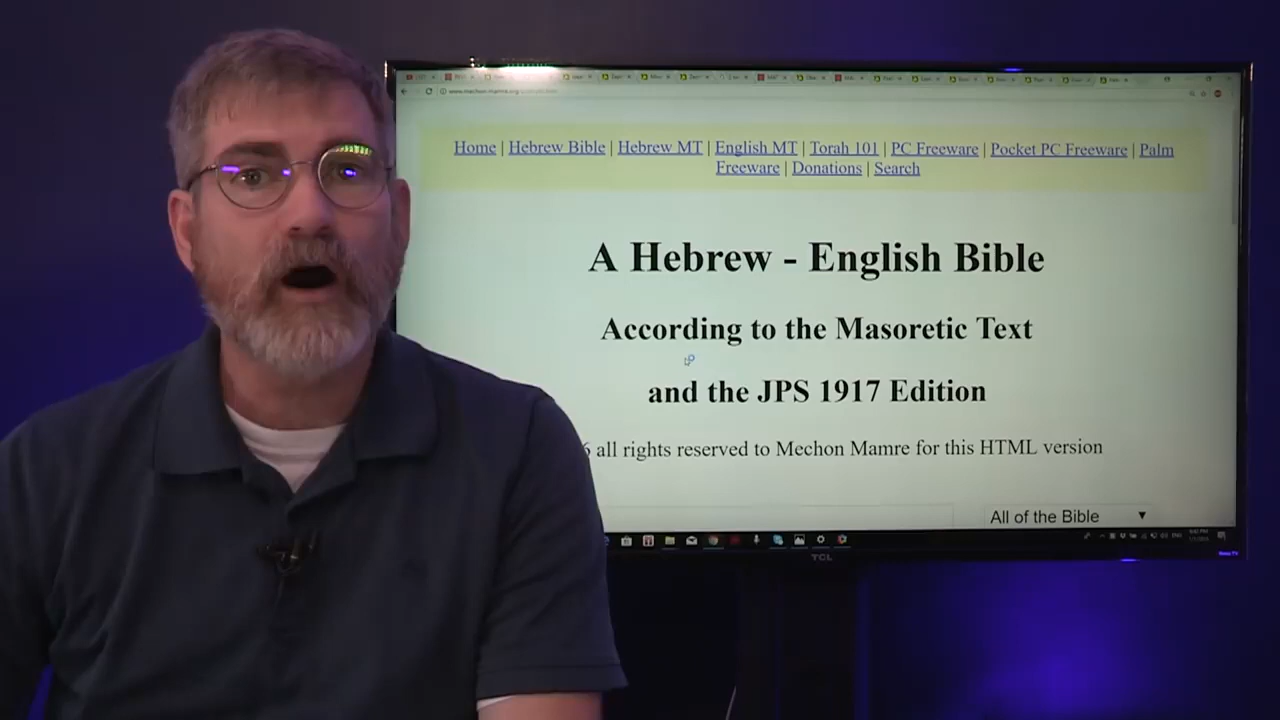 Home | Hebrew Bible | Hebrew MT | English MT | Torah 101 | PC Freeware | Pocket PC Freeware | Palm
Freeware | Donations | Search
A Hebrew - English Bible
According to the Masoretic Text
and the JPS 1917 Edition
all rights reserved to Mechon Mamre for this HTML version
All of the Bible
TCL